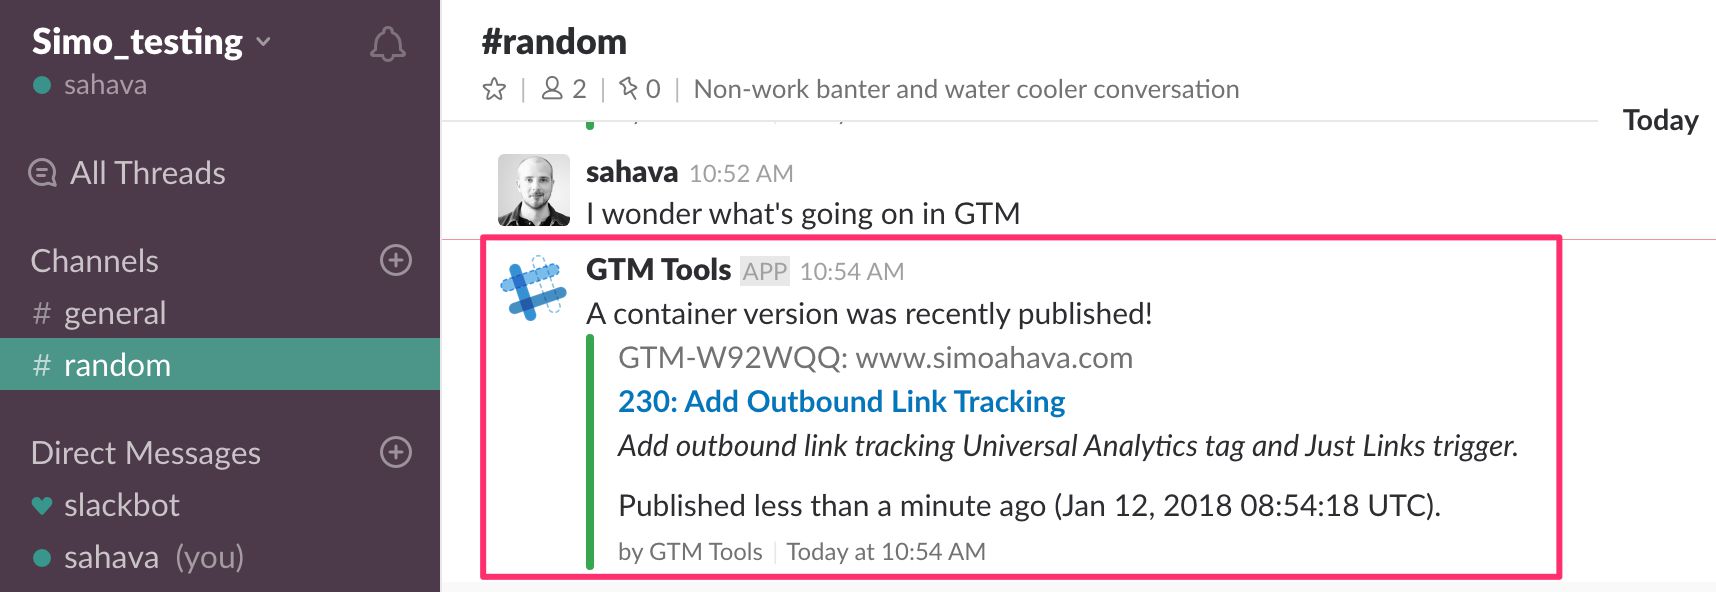 Simo_testing
sahava
All Threads
Channels
# general
# random
Direct Messages
slackbot
sahava (you)
#random
2 | 0 | Non-work banter and water cooler conversation
Today
sahava 10:52 AM
I wonder what's going on in GTM
GTM Tools APP 10:54 AM
A container version was recently published!
GTM-W92WQQ: www.simoahava.com
230: Add Outbound Link Tracking
Add outbound link tracking Universal Analytics tag and Just Links trigger.
Published less than a minute ago (Jan 12, 2018 08:54:18 UTC).
by GTM Tools | Today at 10:54 AM